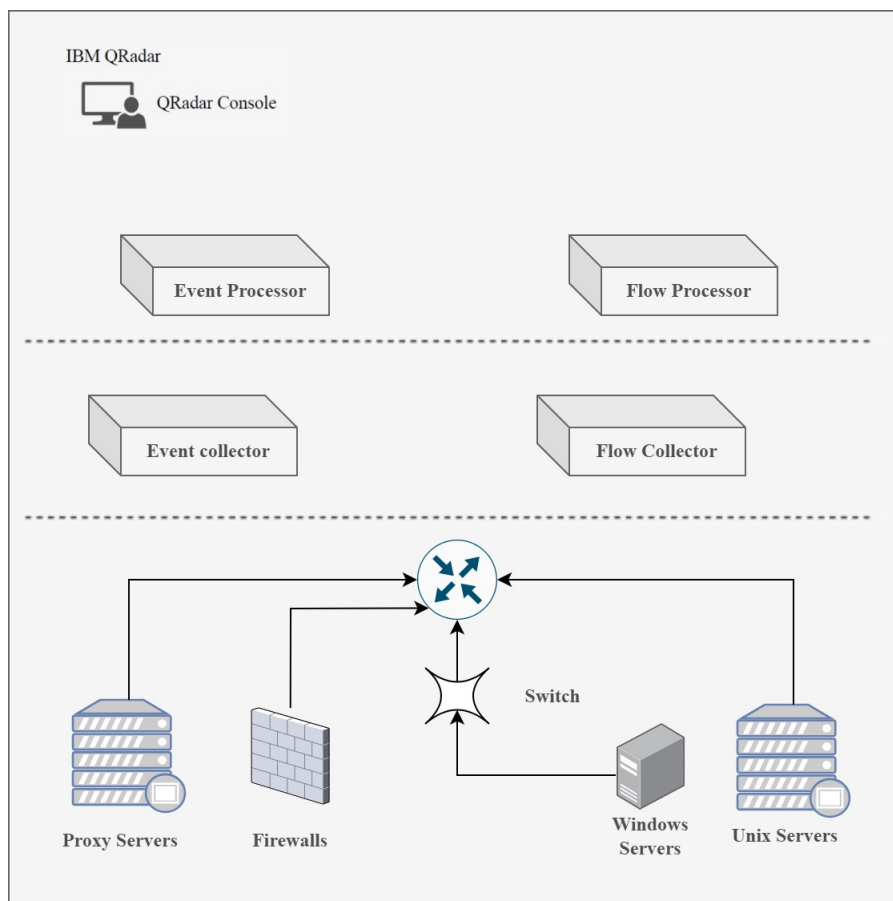 IBM QRadar
QRadar Console
Event Processor
Flow Processor
Event collector
Flow Collector
Switch
Proxy Servers
Firewalls
Windows
Servers
Unix Servers